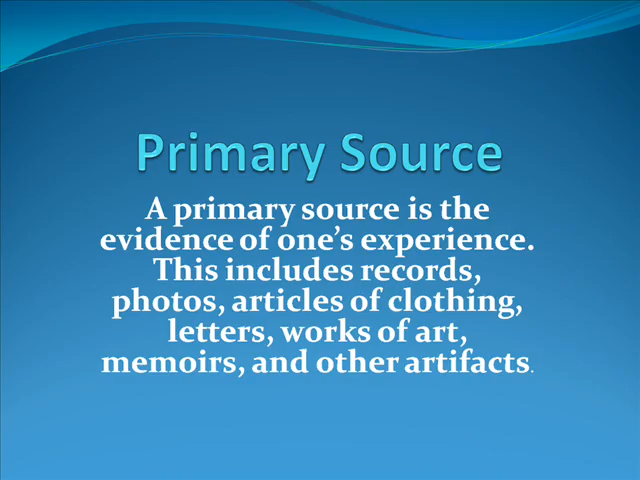 Primary Source
A primary source is the
evidence of one’s experience.
This includes records,
photos, articles of clothing,
letters, works of art,
memoirs, and other artifacts.